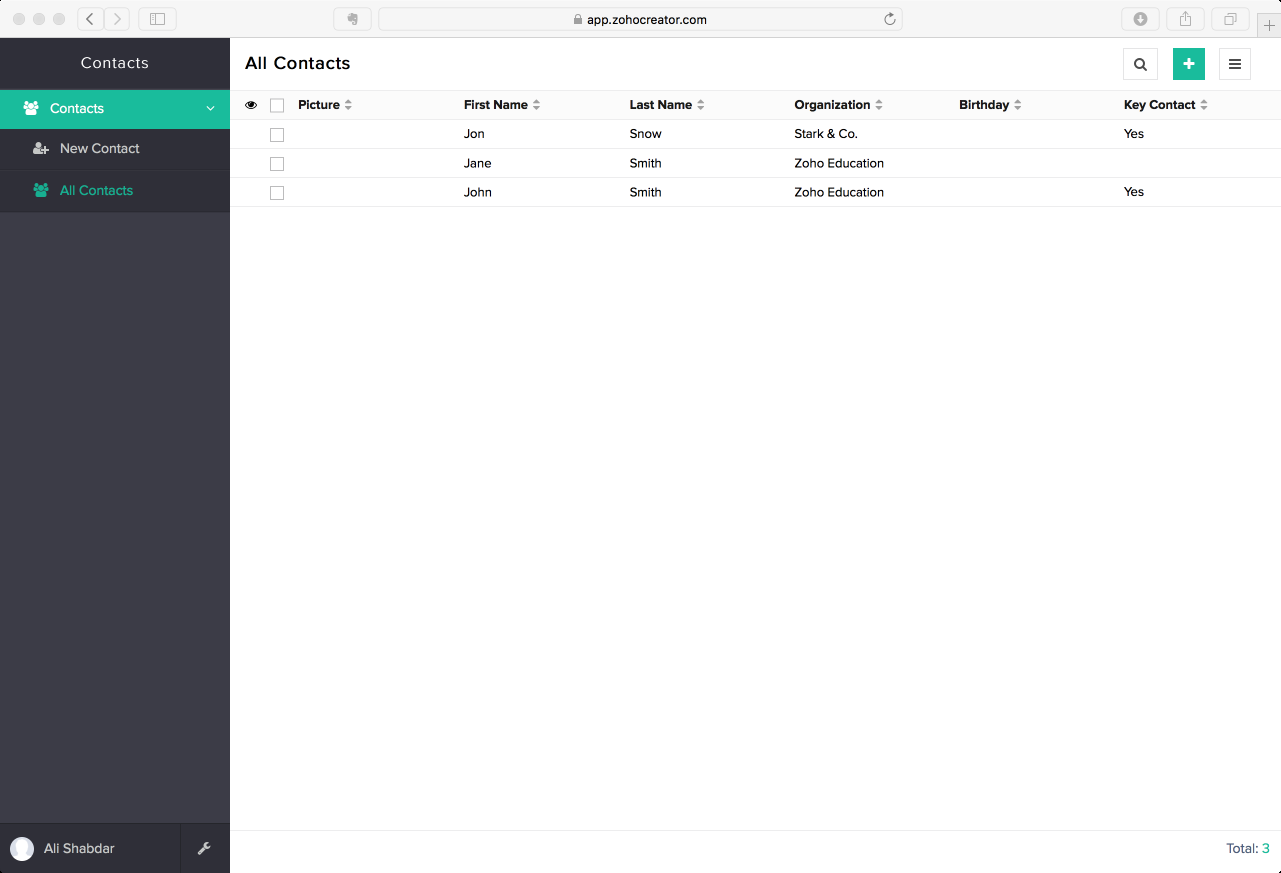 app.zohocreator.com
Contacts
All Contacts
Contacts
New Contact
All Contacts
Picture First Name Last Name Organization Birthday Key Contact
Jon Snow Stark & Co. Yes
Jane Smith Zoho Education
John Smith Zoho Education Yes
Ali Shabdar
Total: 3